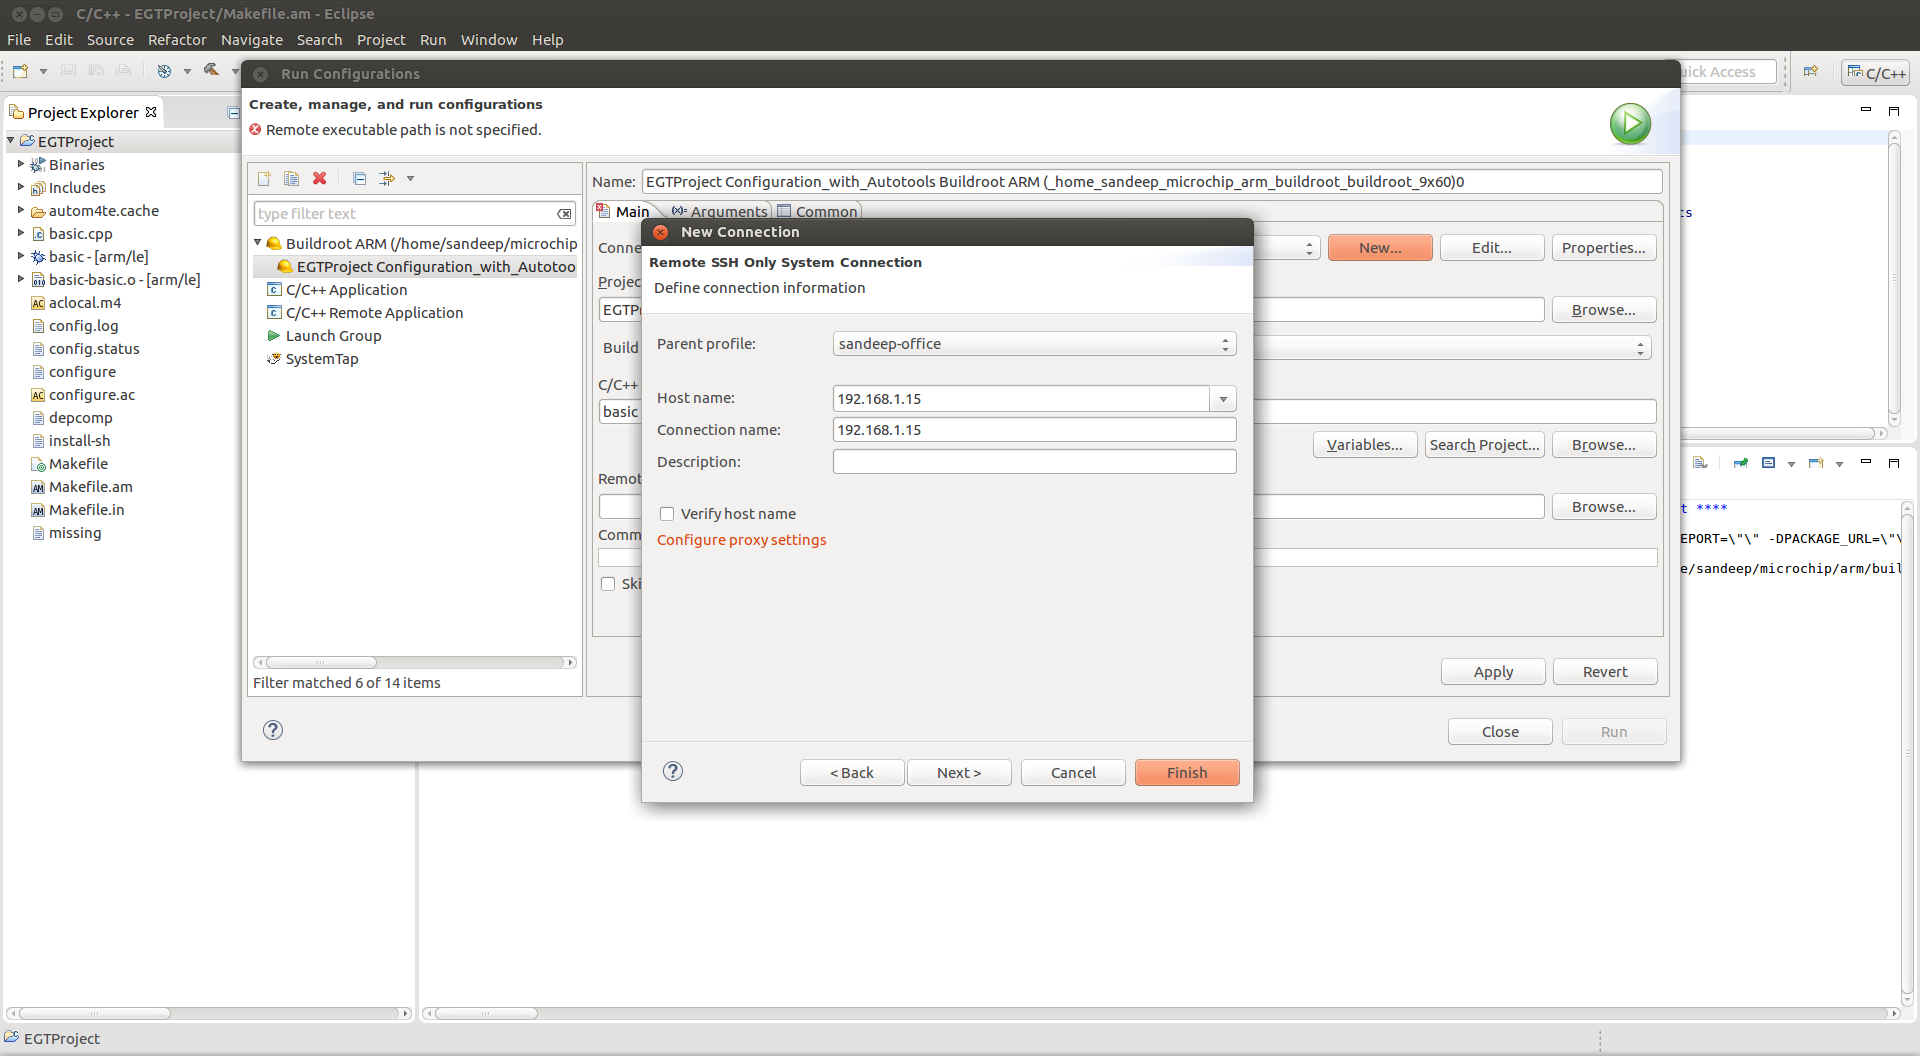 C/C++ - EGTProject/Makefile.am - Eclipse
File Edit Source Refactor Navigate Search Project Run Window Help
Quick Access
C/C++
Project Explorer
EGTProject
Binaries
Includes
autom4te.cache
basic.cpp
basic - [arm/le]
basic-basic.o - [arm/le]
aclocal.m4
config.log
config.status
configure
configure.ac
depcomp
install-sh
Makefile
Makefile.am
Makefile.in
missing
Run Configurations
Create, manage, and run configurations
Remote executable path is not specified.
type filter text
Buildroot ARM (/home/sandeep/microchip
EGTProject Configuration_with_Autotoo
C/C++ Application
C/C++ Remote Application
Launch Group
SystemTap
Filter matched 6 of 14 items
Name: EGTProject Configuration_with_Autotools Buildroot ARM (_home_sandeep_microchip_arm_buildroot_buildroot_9x60)0
Main (x)= Arguments Common
Conne New... Edit... Properties...
Projec
EGTP Browse...
Build
C/C++
basic
Variables... Search Project... Browse...
Remot
Browse...
Comm
Ski
Apply Revert
Close Run
New Connection
Remote SSH Only System Connection
Define connection information
Parent profile: sandeep-office
Host name: 192.168.1.15
Connection name: 192.168.1.15
Description:
Verify host name
Configure proxy settings
< Back Next > Cancel Finish
ts
t ****
EPORT=\"\" -DPACKAGE_URL=\"\
e/sandeep/microchip/arm/buil
EGTProject